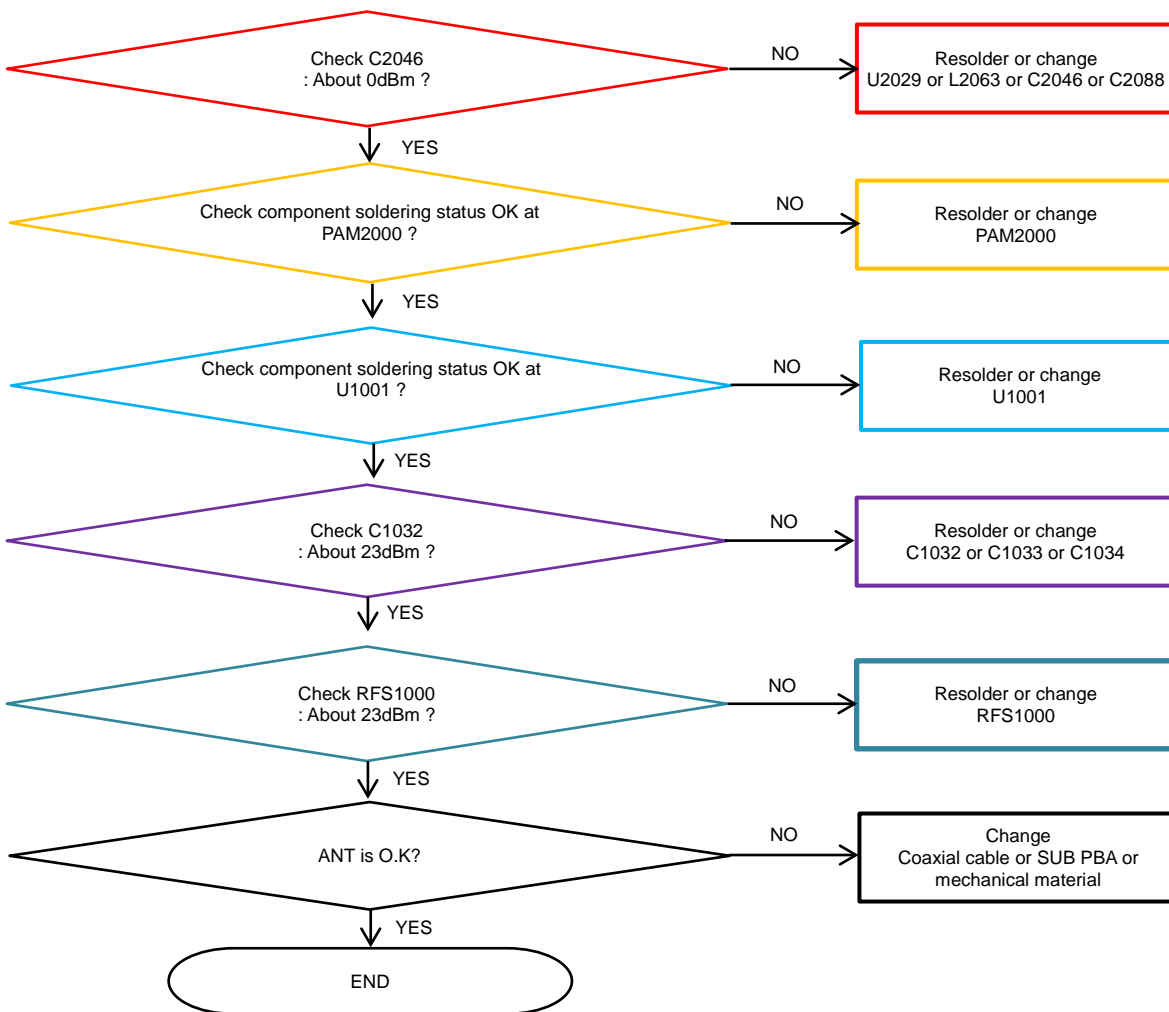 Check C2046
: About 0dBm ?
NO
Resolder or change
U2029 or L2063 or C2046 or C2088
YES
Check component soldering status OK at
PAM2000 ?
NO
Resolder or change
PAM2000
YES
Check component soldering status OK at
U1001 ?
NO
Resolder or change
U1001
YES
Check C1032
: About 23dBm ?
NO
Resolder or change
C1032 or C1033 or C1034
YES
Check RFS1000
: About 23dBm ?
NO
Resolder or change
RFS1000
YES
ANT is O.K?
NO
Change
Coaxial cable or SUB PBA or
mechanical material
YES
END